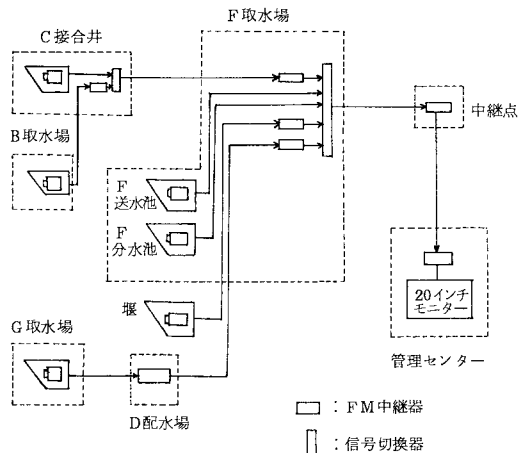 F取水場
C接合井
B取水場
中継点
F
送水池
F
分水池
20インチ
モニター
堰
G取水場
管理センター
D配水場
:FM中継器
:信号切換器